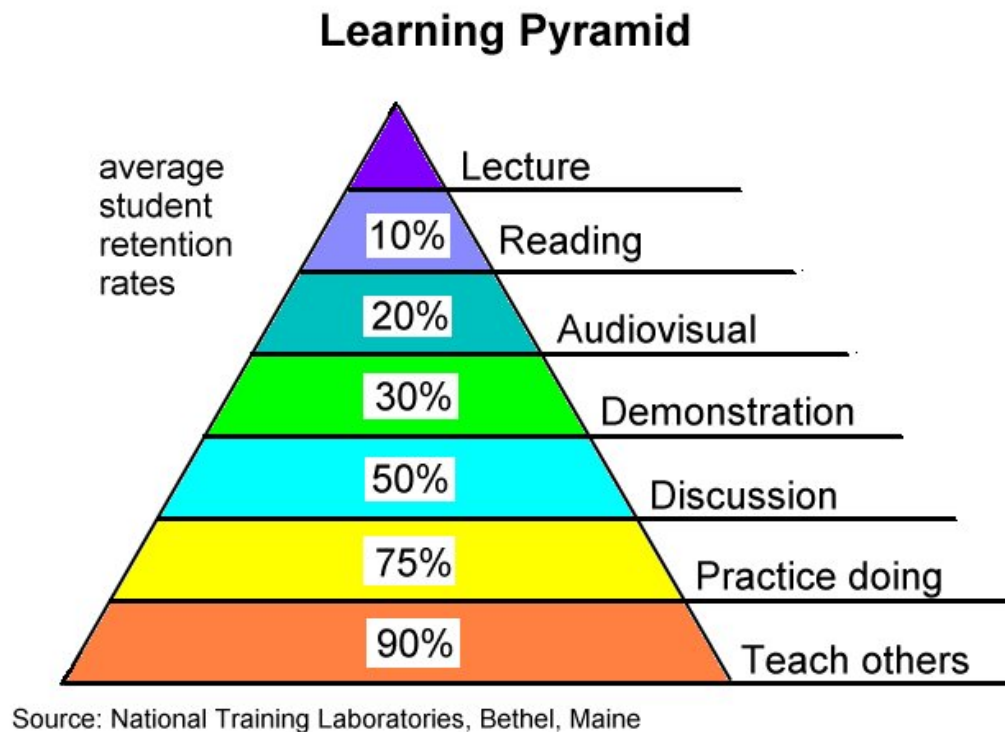 Learning Pyramid
average
student
retention
rates
Lecture
10% Reading
20% Audiovisual
30% Demonstration
50% Discussion
75% Practice doing
90% Teach others
Source: National Training Laboratories, Bethel, Maine